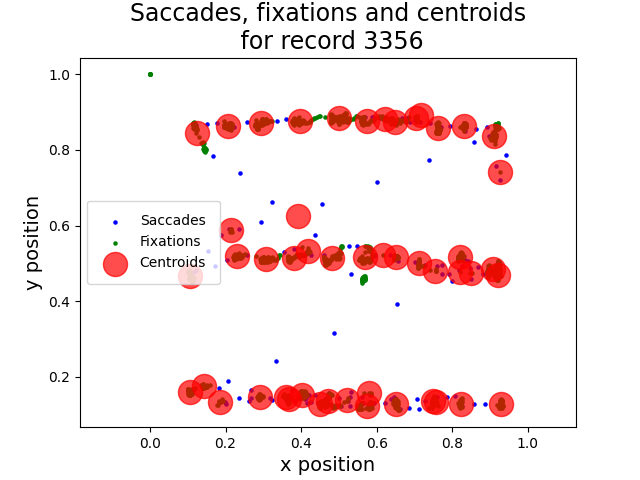 Saccades, fixations and centroids
for record 3356
y position
1.0
0.8
0.6
0.4
0.2
Saccades
Fixations
Centroids
0.0 0.2 0.4 0.6 0.8 1.0
x position